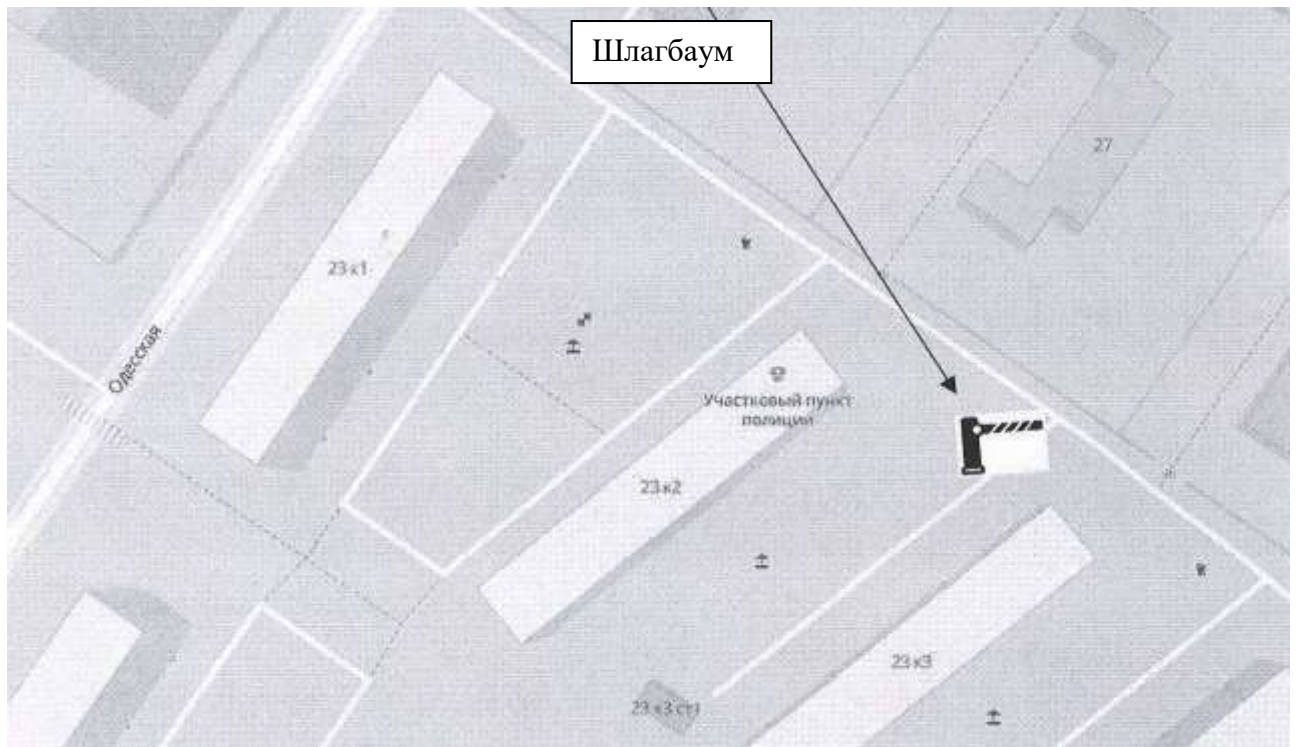 Шлагбаум
27
23 к1
Одесская
Участковый пункт
полиции
23 к2
23 к3
23 к3 ст1